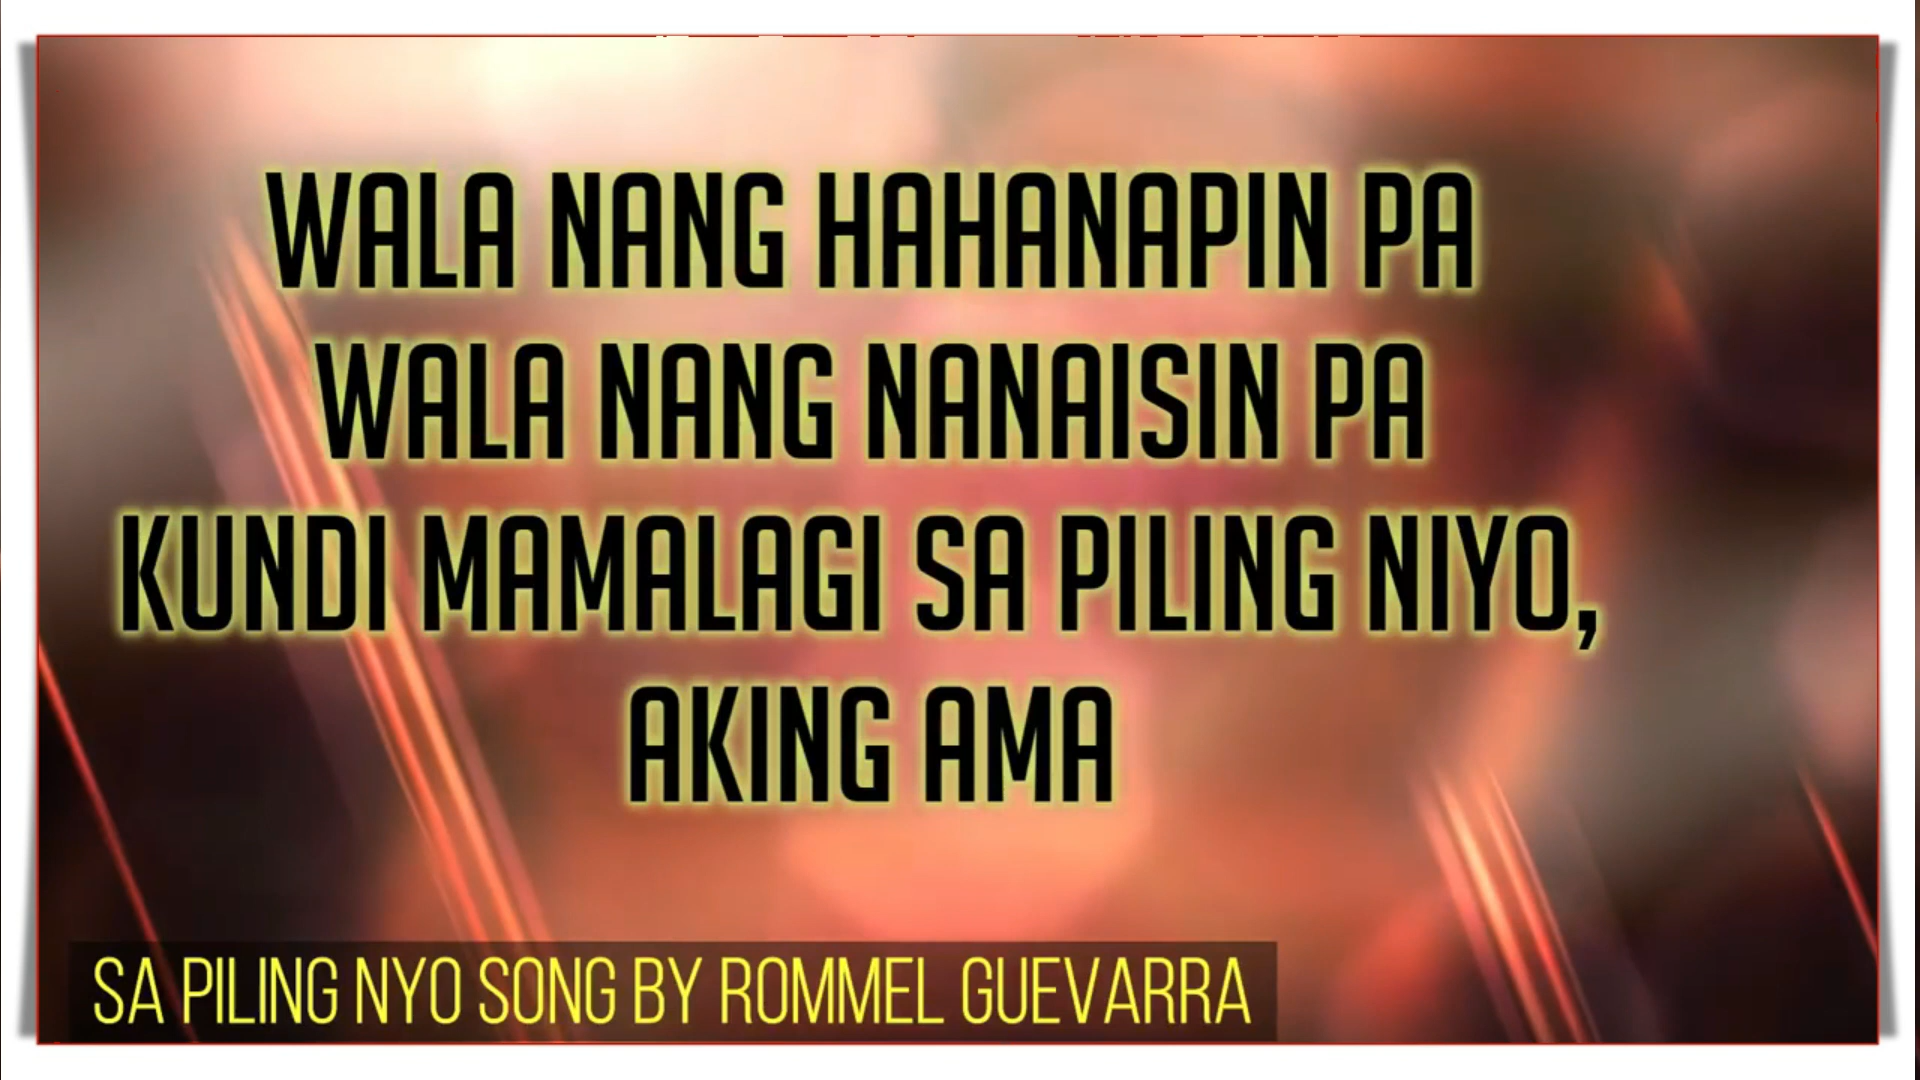 WALA NANG HAHANAPIN PA
WALA NANG NANAISIN PA
KUNDI MAMALAGI SA PILING NIYO,
AKING AMA
SA PILING NYO SONG BY ROMMEL GUEVARRA